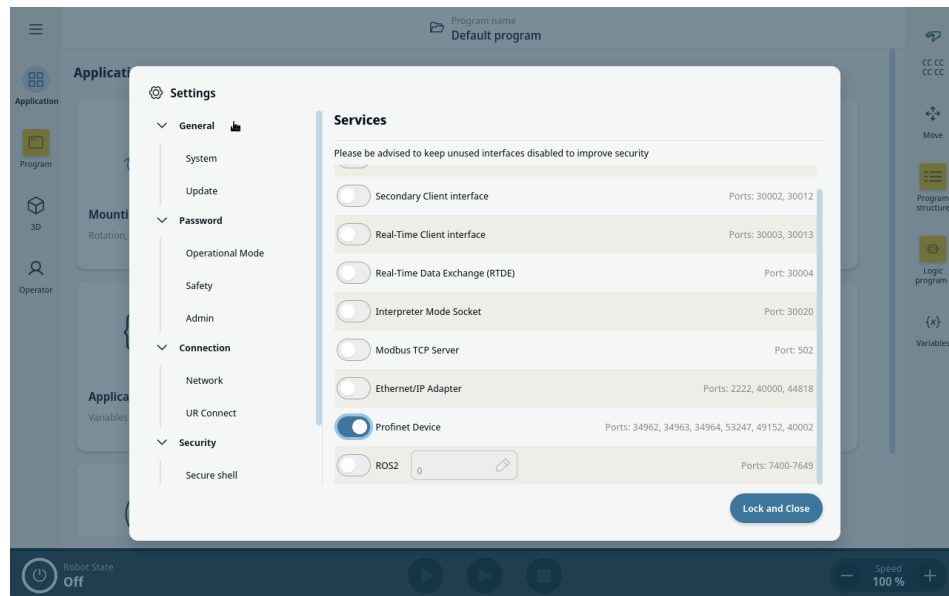 Program name
Default program
Application
Program
3D
Operator
Applicati
Mounti
Rotation,
Applica
Variables
Settings
General
System
Update
Password
Operational Mode
Safety
Admin
Connection
Network
UR Connect
Security
Secure shell
Services
Please be advised to keep unused interfaces disabled to improve security
Secondary Client interface
Ports: 30002, 30012
Real-Time Client interface
Ports: 30003, 30013
Real-Time Data Exchange (RTDE)
Port: 30004
Interpreter Mode Socket
Port: 30020
Modbus TCP Server
Port: 502
Ethernet/IP Adapter
Ports: 2222, 40000, 44818
Profinet Device
Ports: 34962, 34963, 34964, 53247, 49152, 40002
ROS2
0
Ports: 7400-7649
Lock and Close
CC CC
CC CC
Move
Program
structure
Logic
program
{x}
Variables
Robot State
Off
Speed
100 %